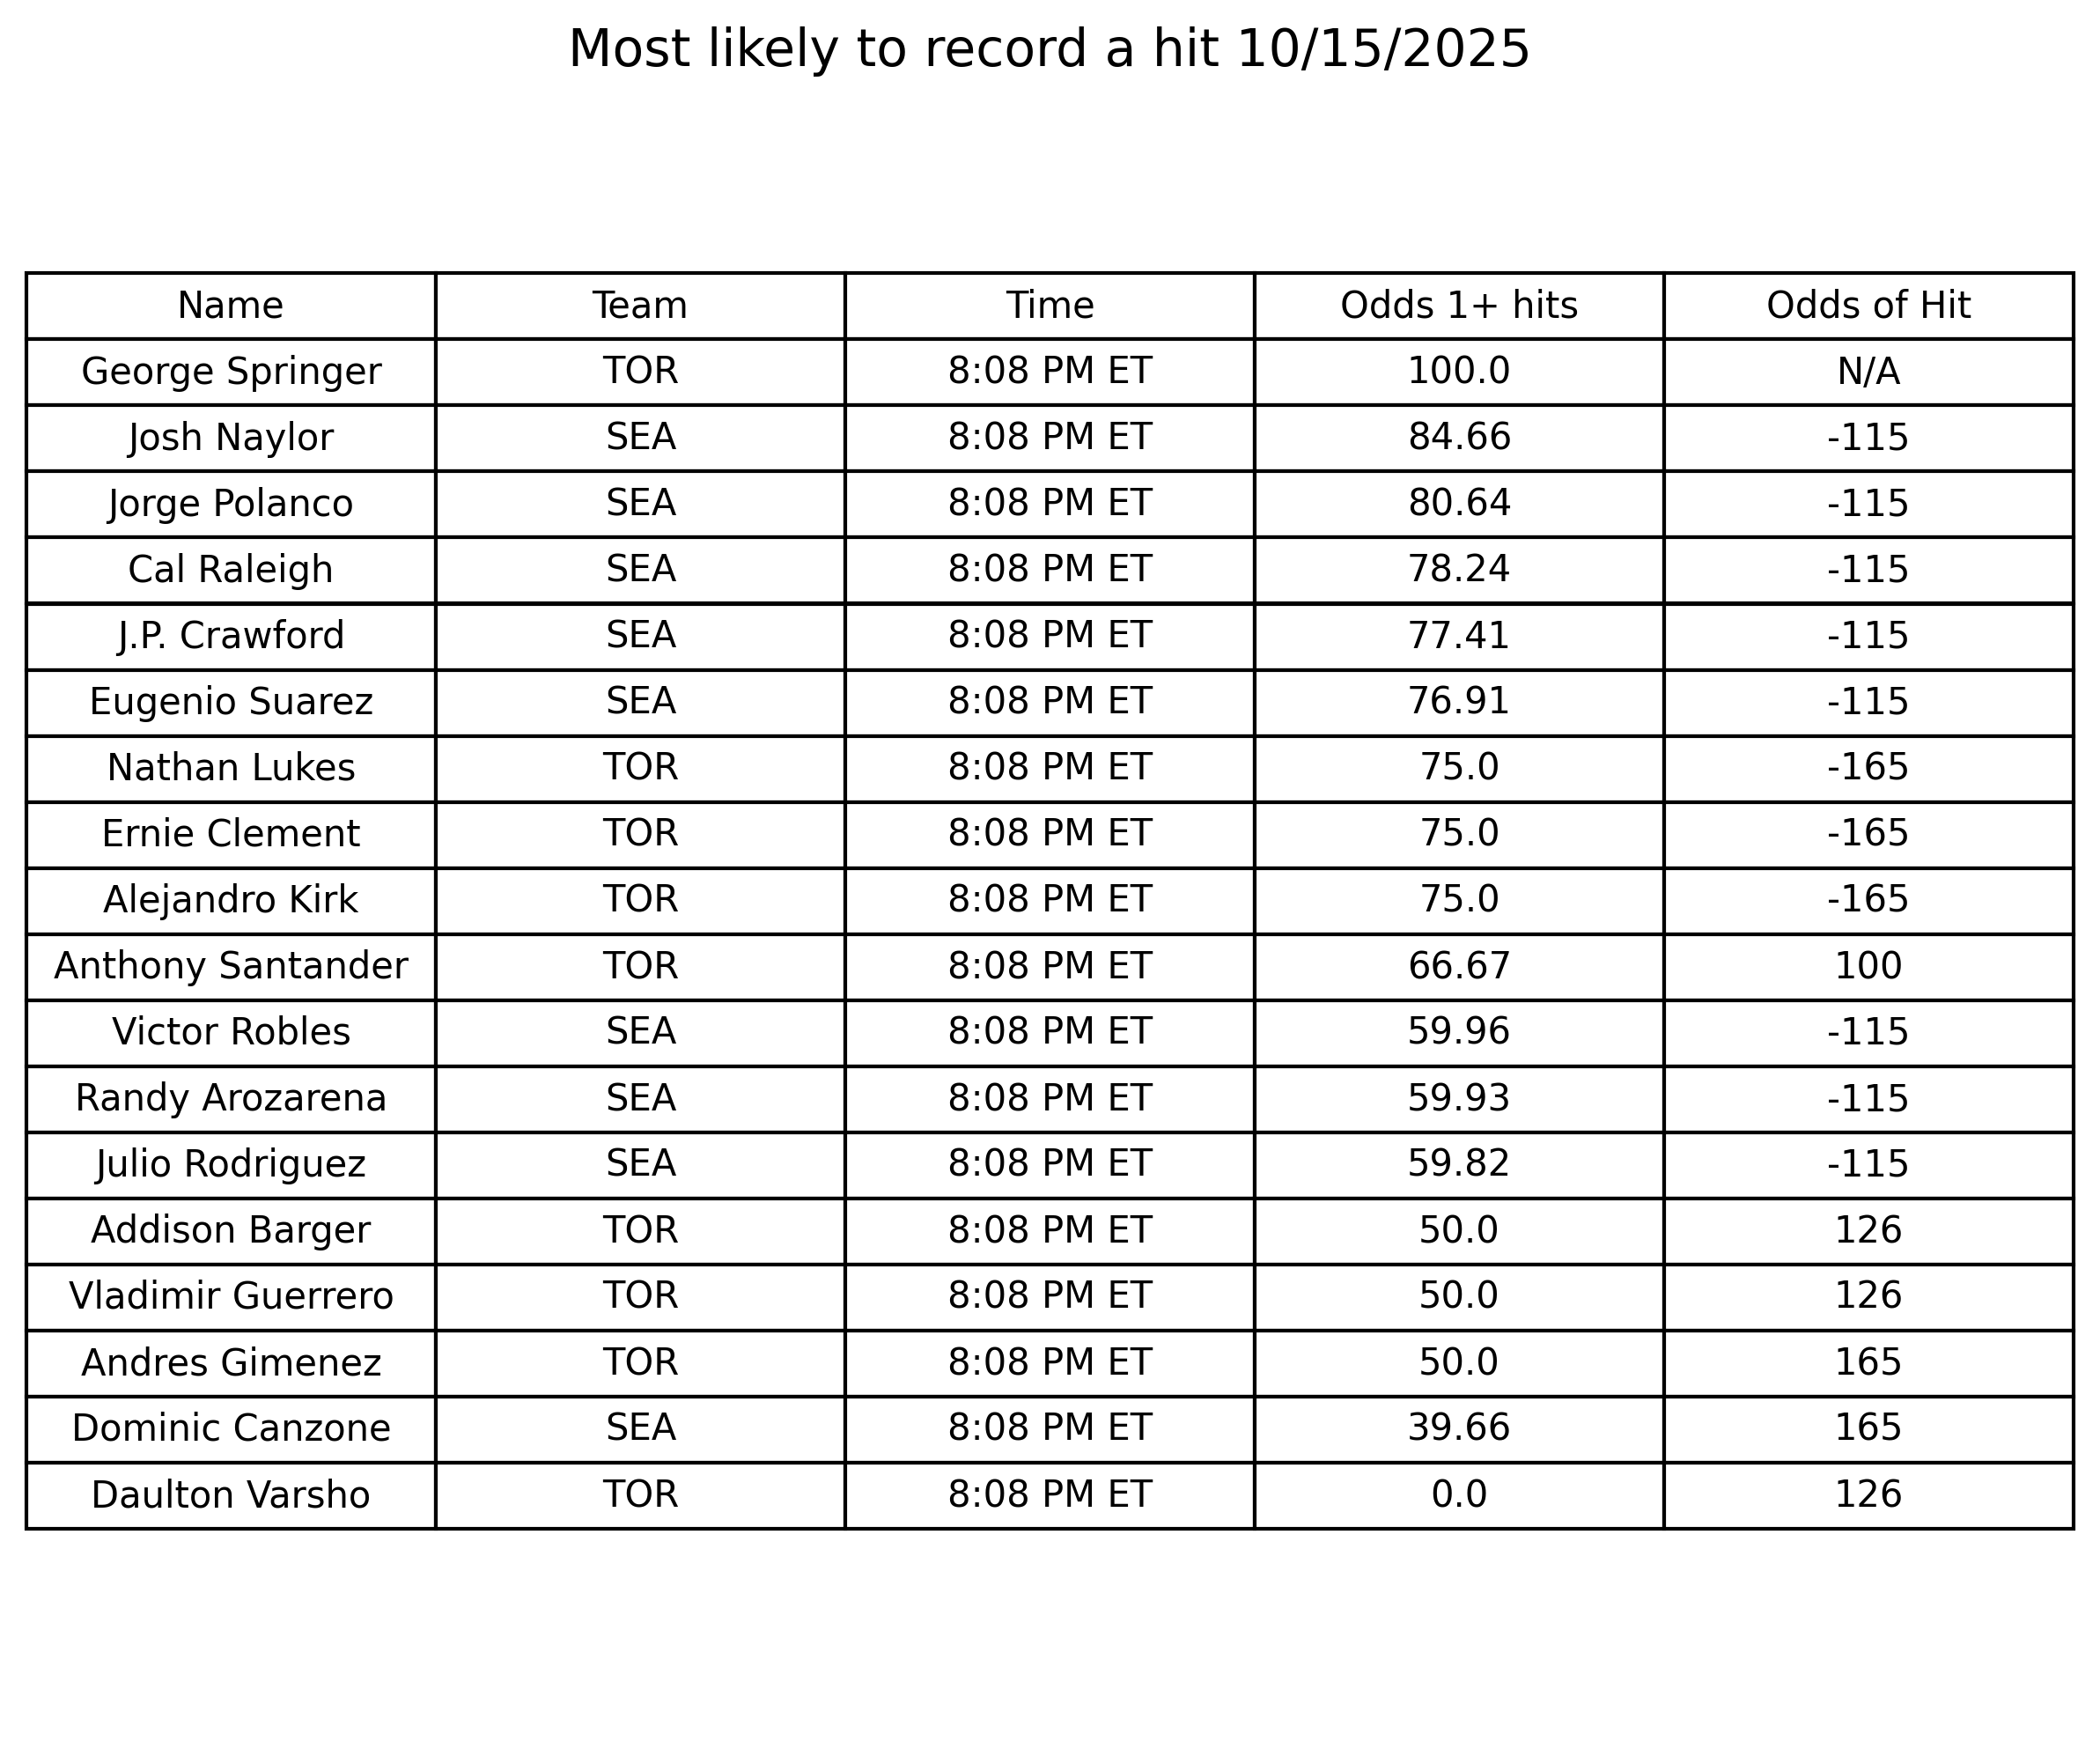 Most likely to record a hit 10/15/2025
Name Team Time Odds 1+ hits Odds of Hit
George Springer TOR 8:08 PM ET 100.0 N/A
Josh Naylor SEA 8:08 PM ET 84.66 -115
Jorge Polanco SEA 8:08 PM ET 80.64 -115
Cal Raleigh SEA 8:08 PM ET 78.24 -115
J.P. Crawford SEA 8:08 PM ET 77.41 -115
Eugenio Suarez SEA 8:08 PM ET 76.91 -115
Nathan Lukes TOR 8:08 PM ET 75.0 -165
Ernie Clement TOR 8:08 PM ET 75.0 -165
Alejandro Kirk TOR 8:08 PM ET 75.0 -165
Anthony Santander TOR 8:08 PM ET 66.67 100
Victor Robles SEA 8:08 PM ET 59.96 -115
Randy Arozarena SEA 8:08 PM ET 59.93 -115
Julio Rodriguez SEA 8:08 PM ET 59.82 -115
Addison Barger TOR 8:08 PM ET 50.0 126
Vladimir Guerrero TOR 8:08 PM ET 50.0 126
Andres Gimenez TOR 8:08 PM ET 50.0 165
Dominic Canzone SEA 8:08 PM ET 39.66 165
Daulton Varsho TOR 8:08 PM ET 0.0 126